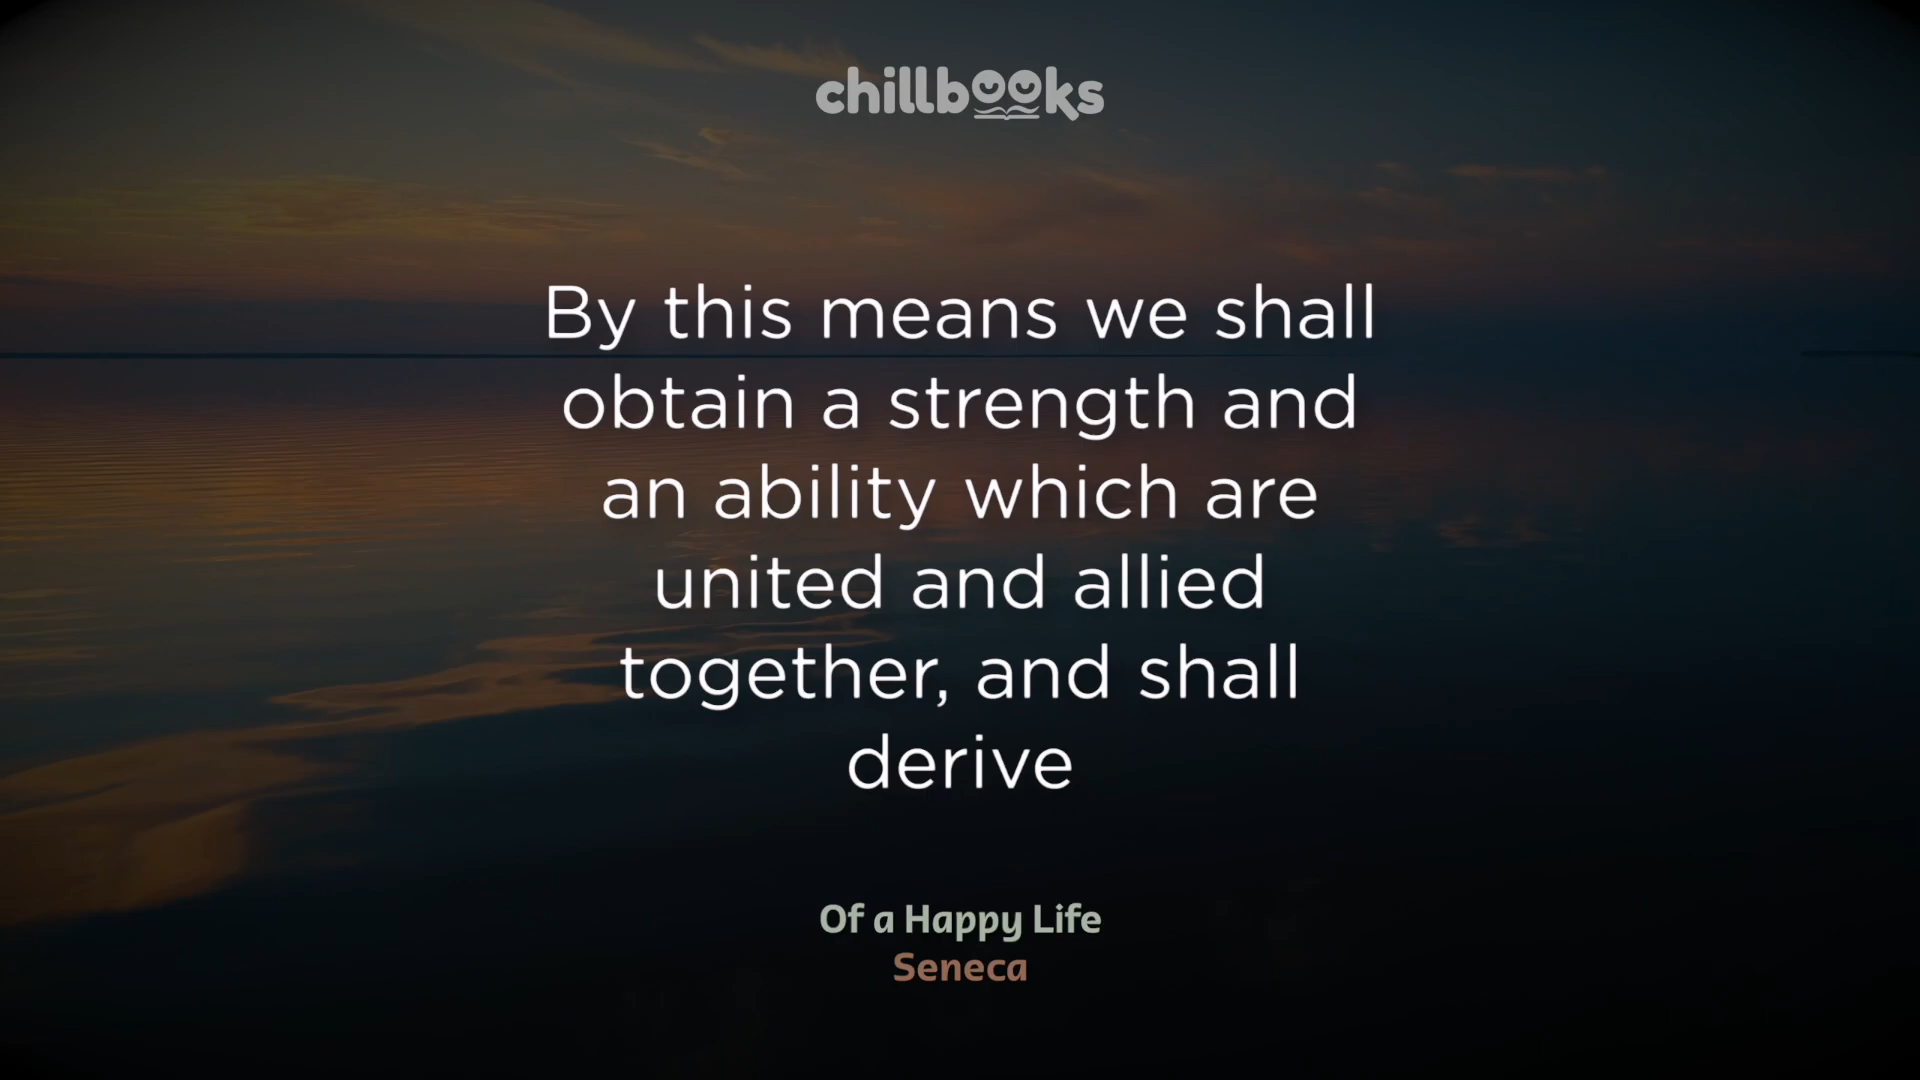 chillbooks
By this means we shall
obtain a strength and
an ability which are
united and allied
together, and shall
derive
Of a Happy Life
Seneca